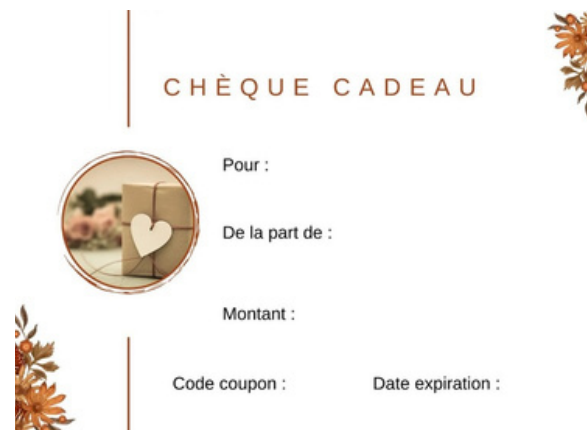 CHÈQUE CADEAU
Pour :
De la part de :
Montant :
Code coupon :
Date expiration :